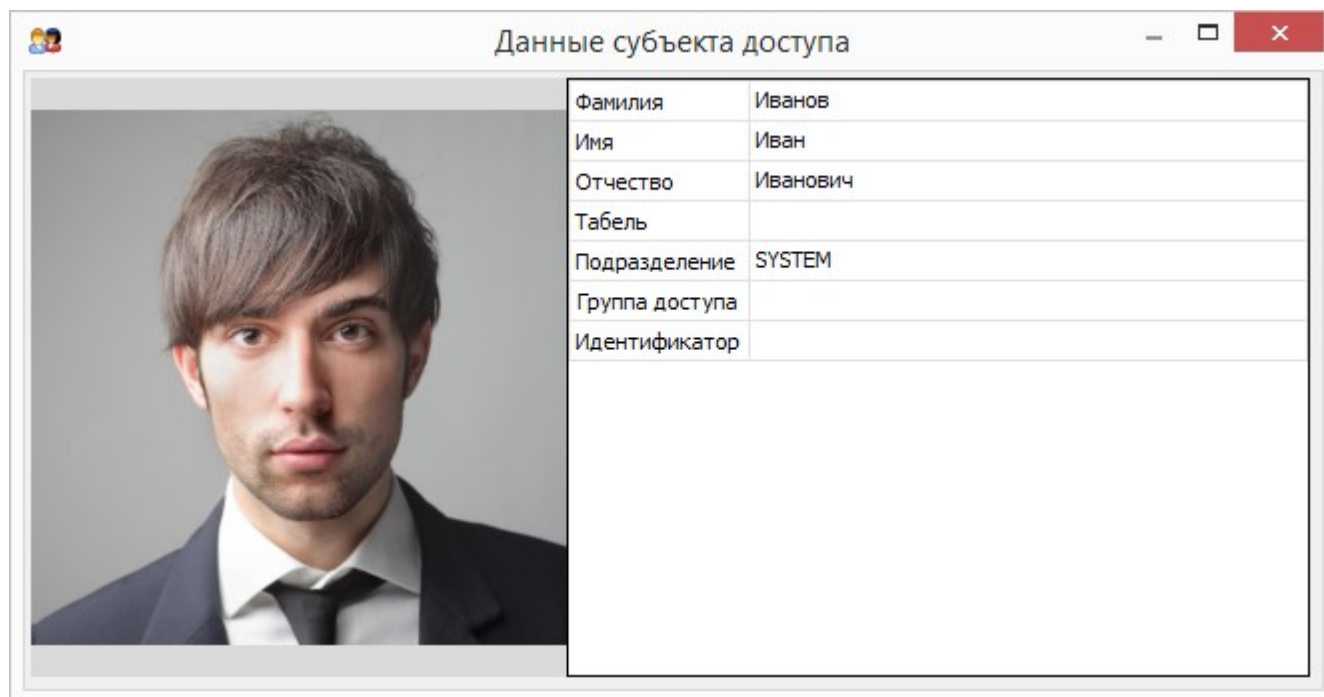 Данные субъекта доступа
Фамилия Иванов
Имя Иван
Отчество Иванович
Табель
Подразделение SYSTEM
Группа доступа
Идентификатор